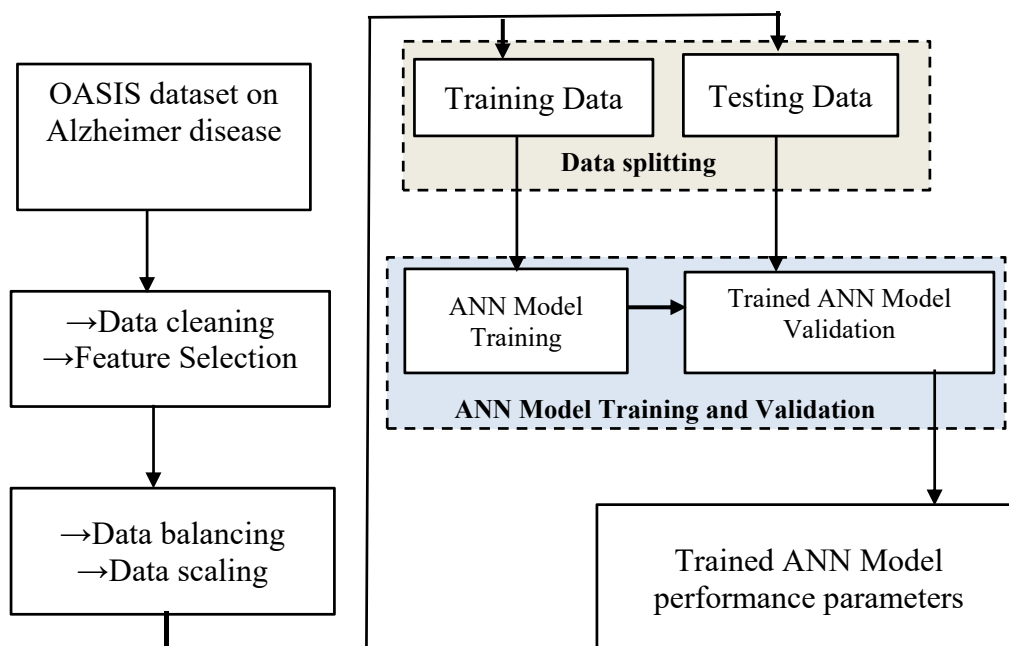 OASIS dataset on
Alzheimer disease
→Data cleaning
→Feature Selection
→Data balancing
→Data scaling
Training Data
Testing Data
Data splitting
ANN Model
Training
Trained ANN Model
Validation
ANN Model Training and Validation
Trained ANN Model
performance parameters